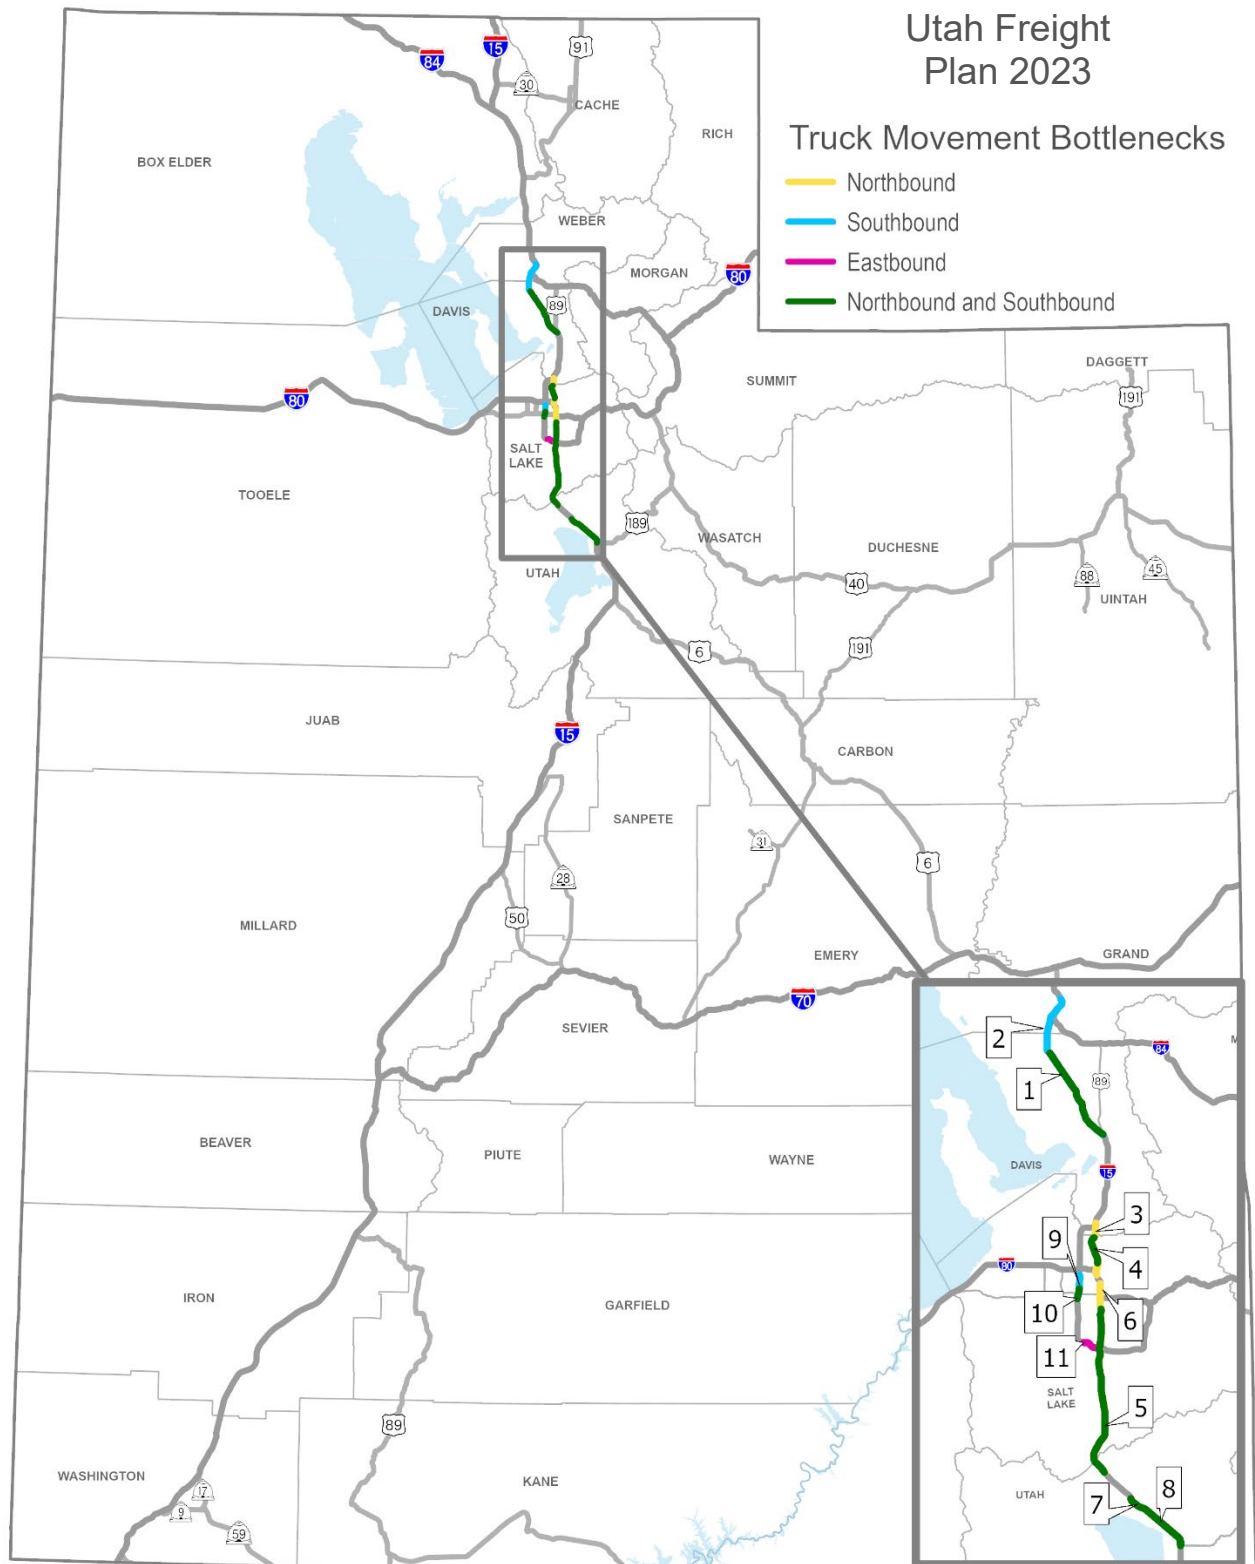 Utah Freight
Plan 2023
Truck Movement Bottlenecks
Northbound
Southbound
Eastbound
Northbound and Southbound
84
15
91
30
CACHE
RICH
BOX ELDER
WEBER
MORGAN
80
DAVIS
89
80
SUMMIT
DAGGETT
191
SALT
LAKE
TOOELE
189
WASATCH
DUCHESNE
UTAH
40
88
45
UINTAH
6
191
JUAB
15
CARBON
SANPETE
31
6
28
50
MILLARD
EMERY
GRAND
70
SEVIER
BEAVER
PIUTE
WAYNE
IRON
GARFIELD
89
WASHINGTON
KANE
17
9
59
2
84
M
1
89
DAVIS
15
3
9
80
4
10
6
11
SALT
LAKE
5
UTAH
7
8